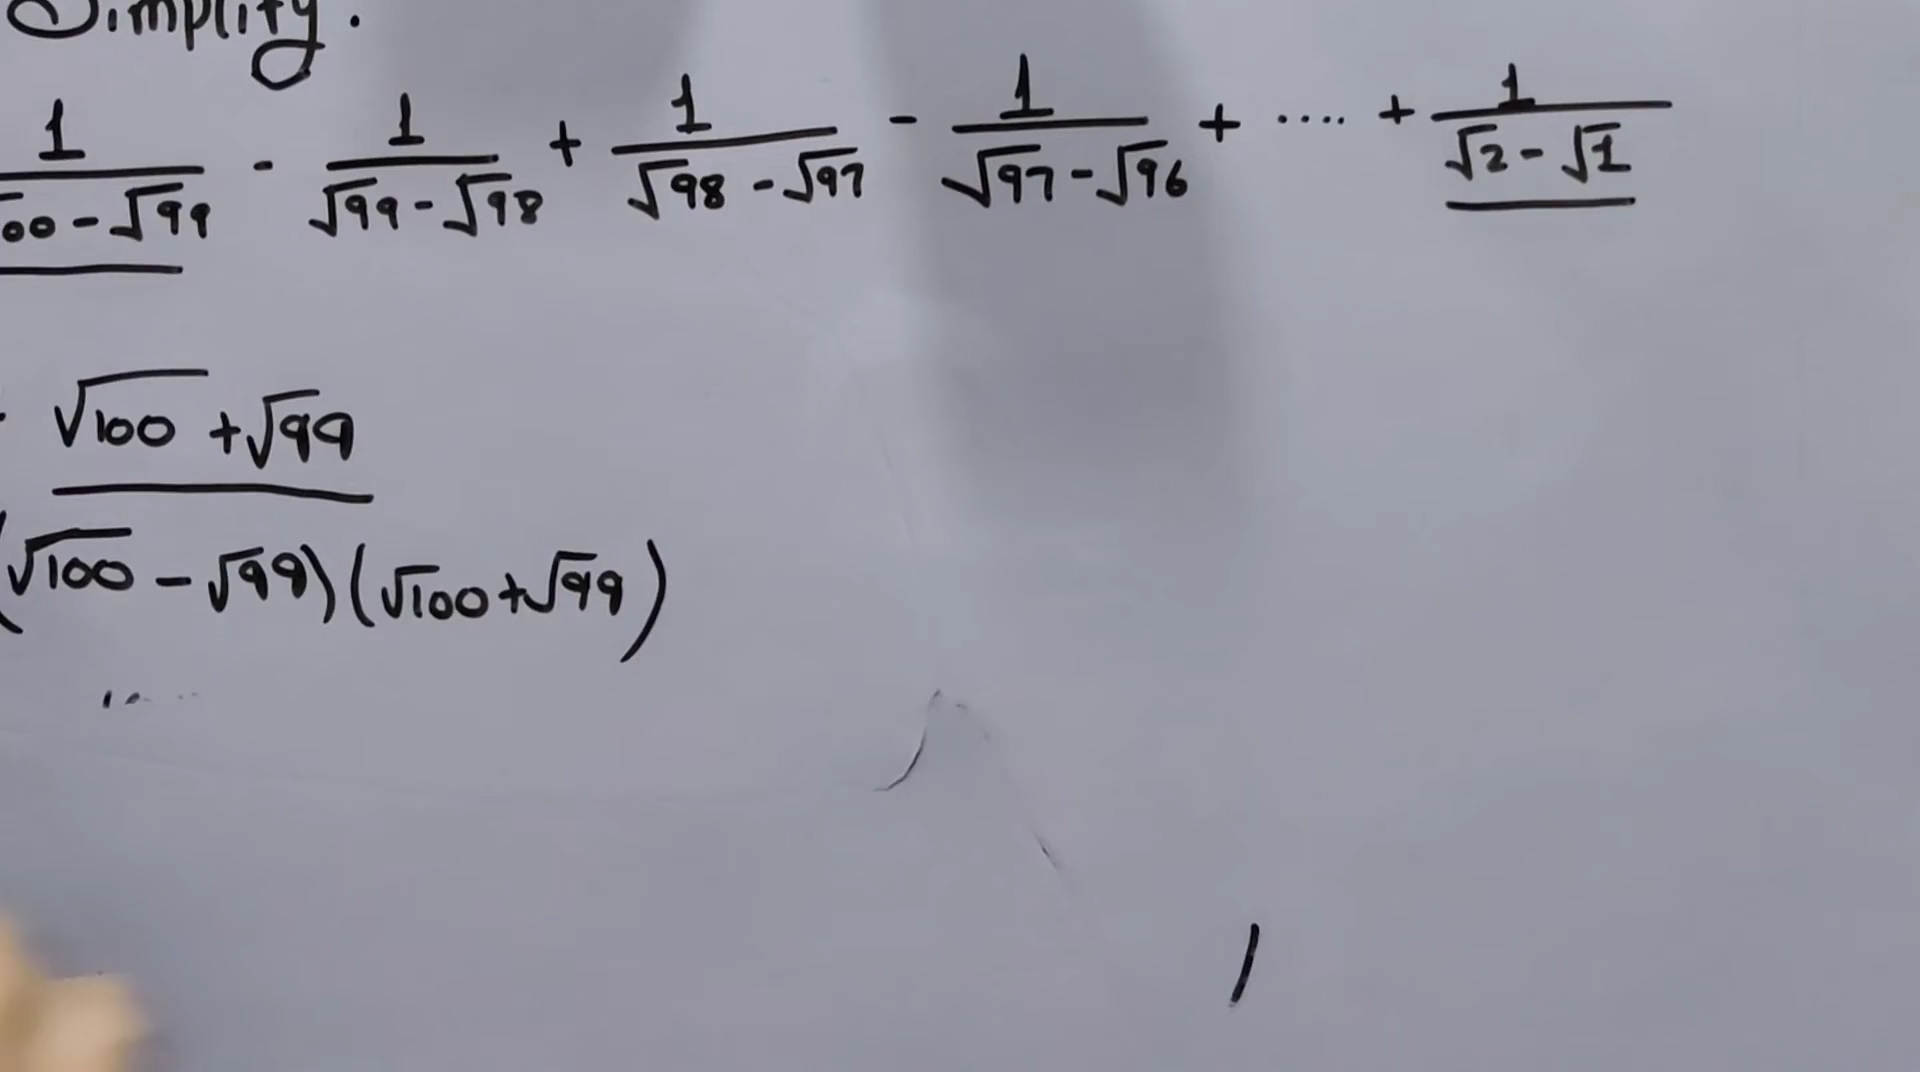 Simplify.
1/(√100 - √99) - 1/(√99 - √98) + 1/(√98 - √97) - 1/(√97 - √96) + .... + 1/(√2 - √1)
√100 + √99
(√100 - √99)(√100 + √99)